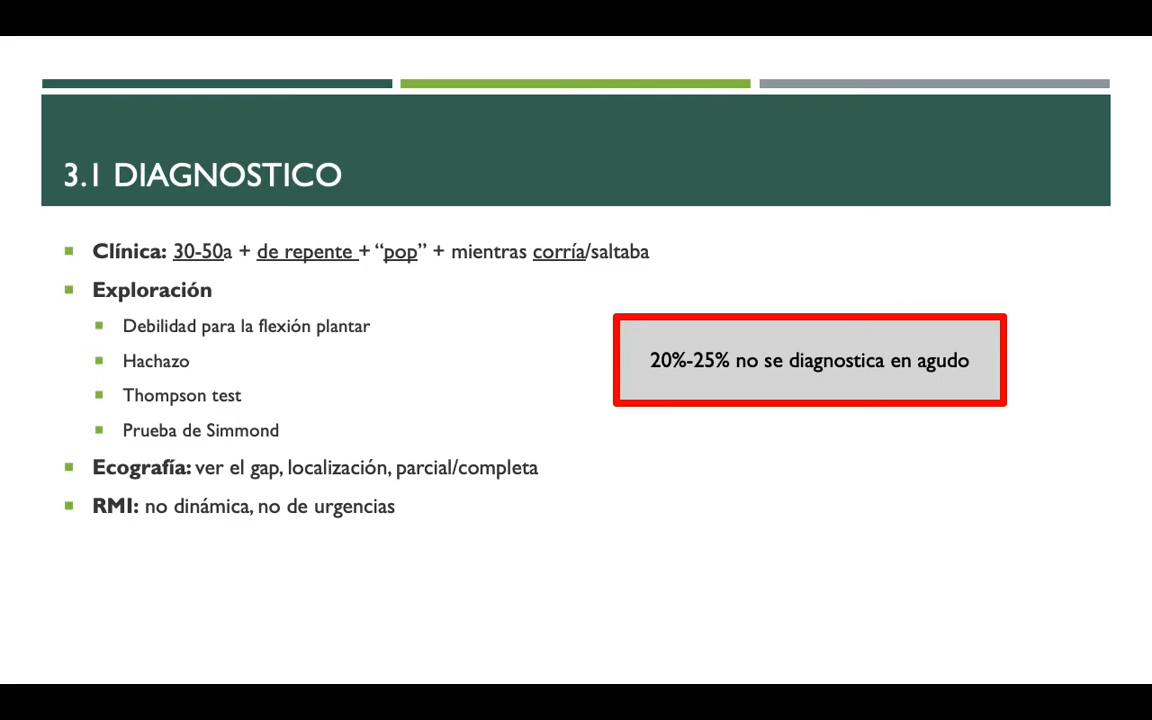 3.1 DIAGNOSTICO
Clínica: 30-50a + de repente + “pop” + mientras corría/saltaba
Exploración
Debilidad para la flexión plantar
Hachazo
Thompson test
Prueba de Simmond
Ecografía: ver el gap, localización, parcial/completa
RMI: no dinámica, no de urgencias
20%-25% no se diagnostica en agudo